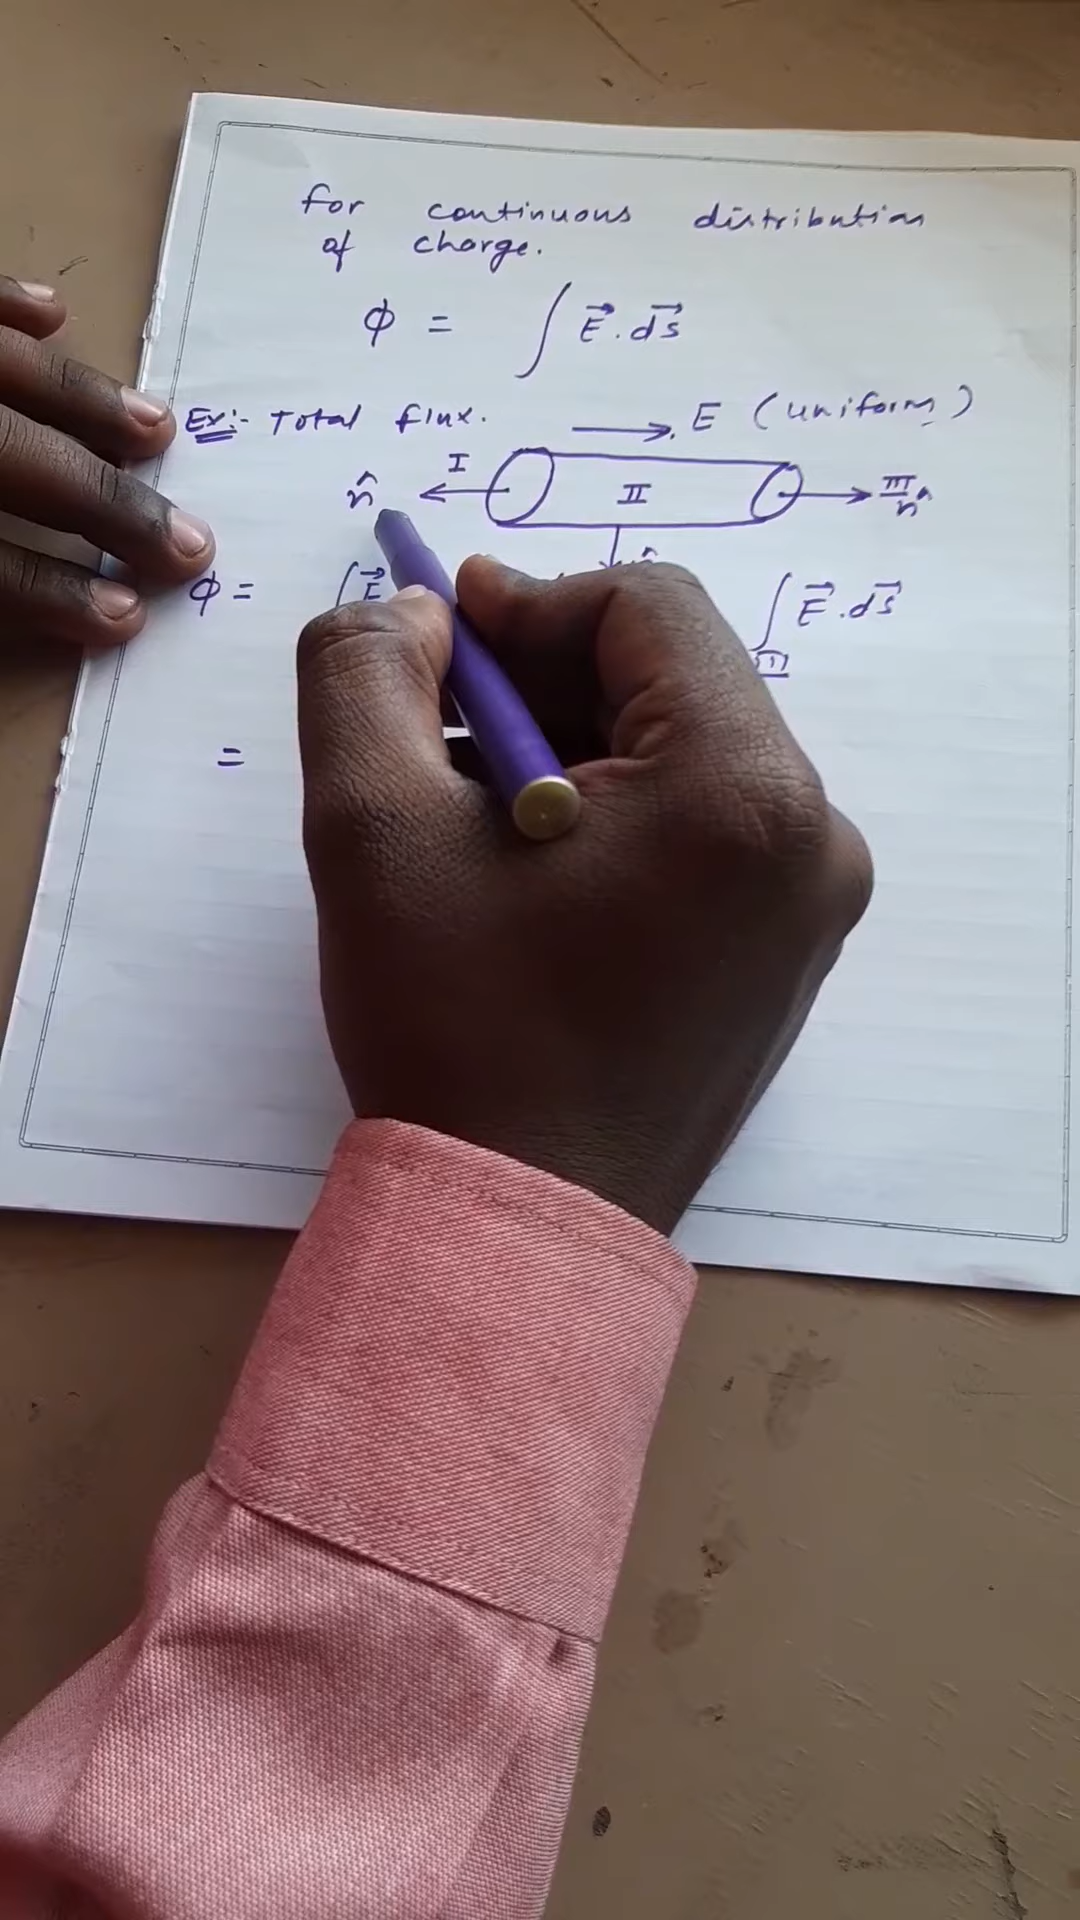 for continuous distribution
of charge.
ϕ = ∫ E⃗ . ds⃗
Ex:- Total flux.
E (uniform)
I
n̂
II
III
n̂
n̂
ϕ = ∫ E⃗
∫ E⃗ . ds⃗
III
=